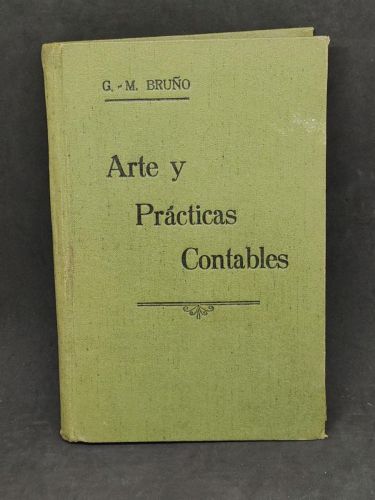 G.-M. BRUÑO
Arte y
Prácticas
Contables